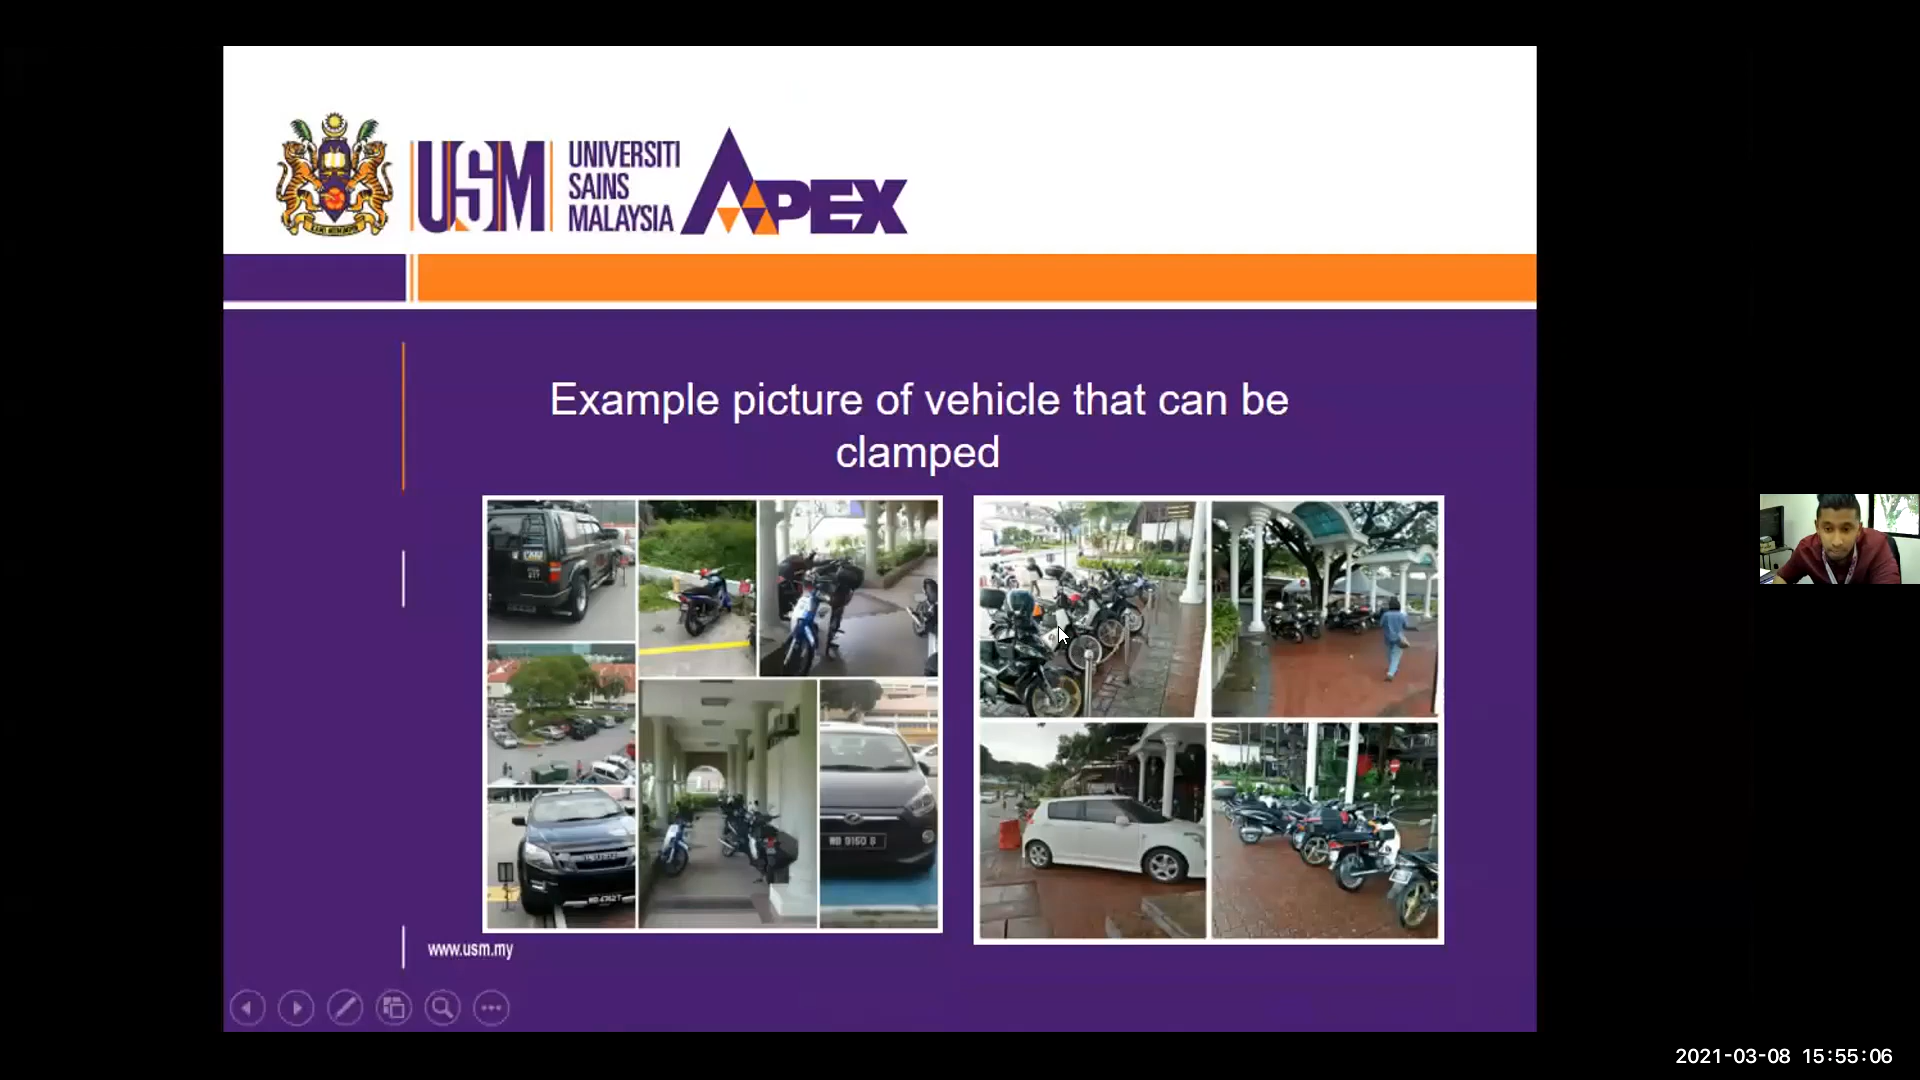 USM
UNIVERSITI
SAINS
MALAYSIA
APEX
Example picture of vehicle that can be
clamped
www.usm.my
2021-03-08 15:55:06